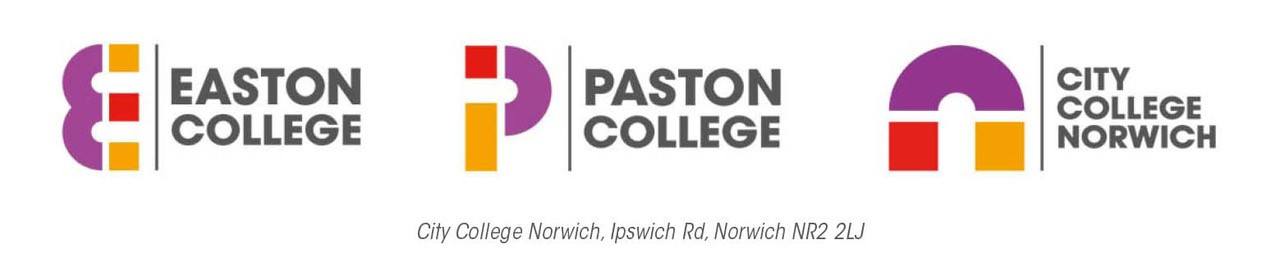 EASTON
COLLEGE
PASTON
COLLEGE
CITY
COLLEGE
NORWICH
City College Norwich, Ipswich Rd, Norwich NR2 2LJ